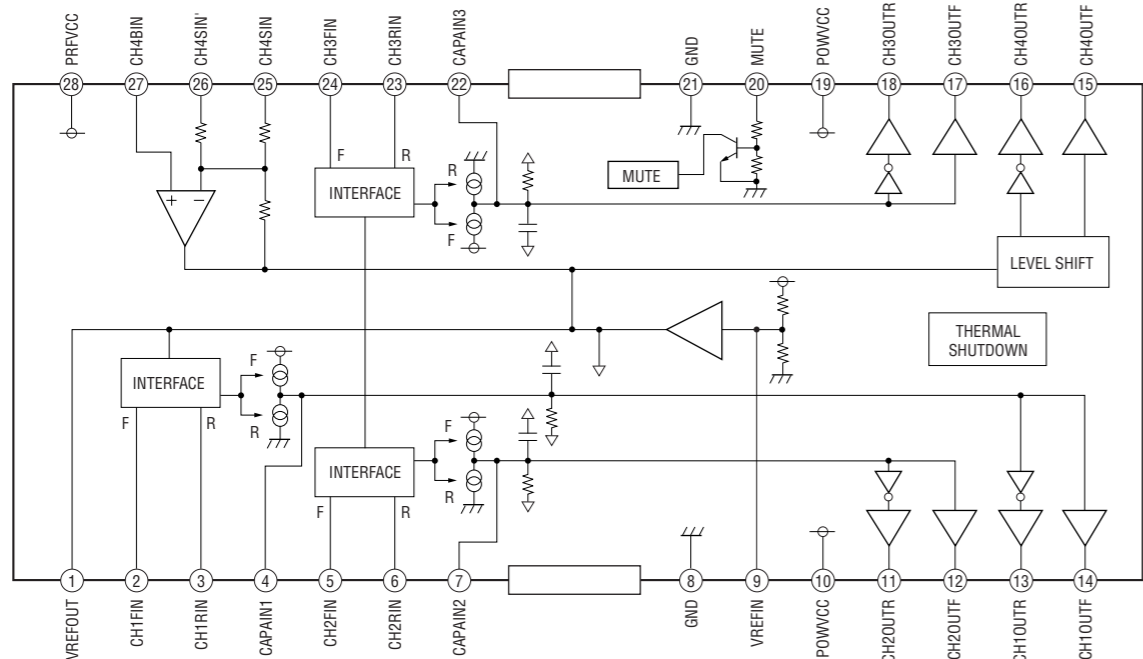 PRFVCC
CH4BIN
CH4SIN'
CH4SIN
CH3FIN
CH3RIN
CAPAIN3
GND
MUTE
POWVCC
CH3OUTR
CH3OUTF
CH4OUTR
CH4OUTF
28
27
26
25
24
23
22
21
20
19
18
17
16
15
F
R
INTERFACE
R
F
MUTE
+
−
LEVEL SHIFT
THERMAL
SHUTDOWN
INTERFACE
F
R
F
R
INTERFACE
F
R
F
R
1
2
3
4
5
6
7
8
9
10
11
12
13
14
VREFOUT
CH1FIN
CH1RIN
CAPAIN1
CH2FIN
CH2RIN
CAPAIN2
GND
VREFIN
POWVCC
CH2OUTR
CH2OUTF
CH1OUTR
CH1OUTF